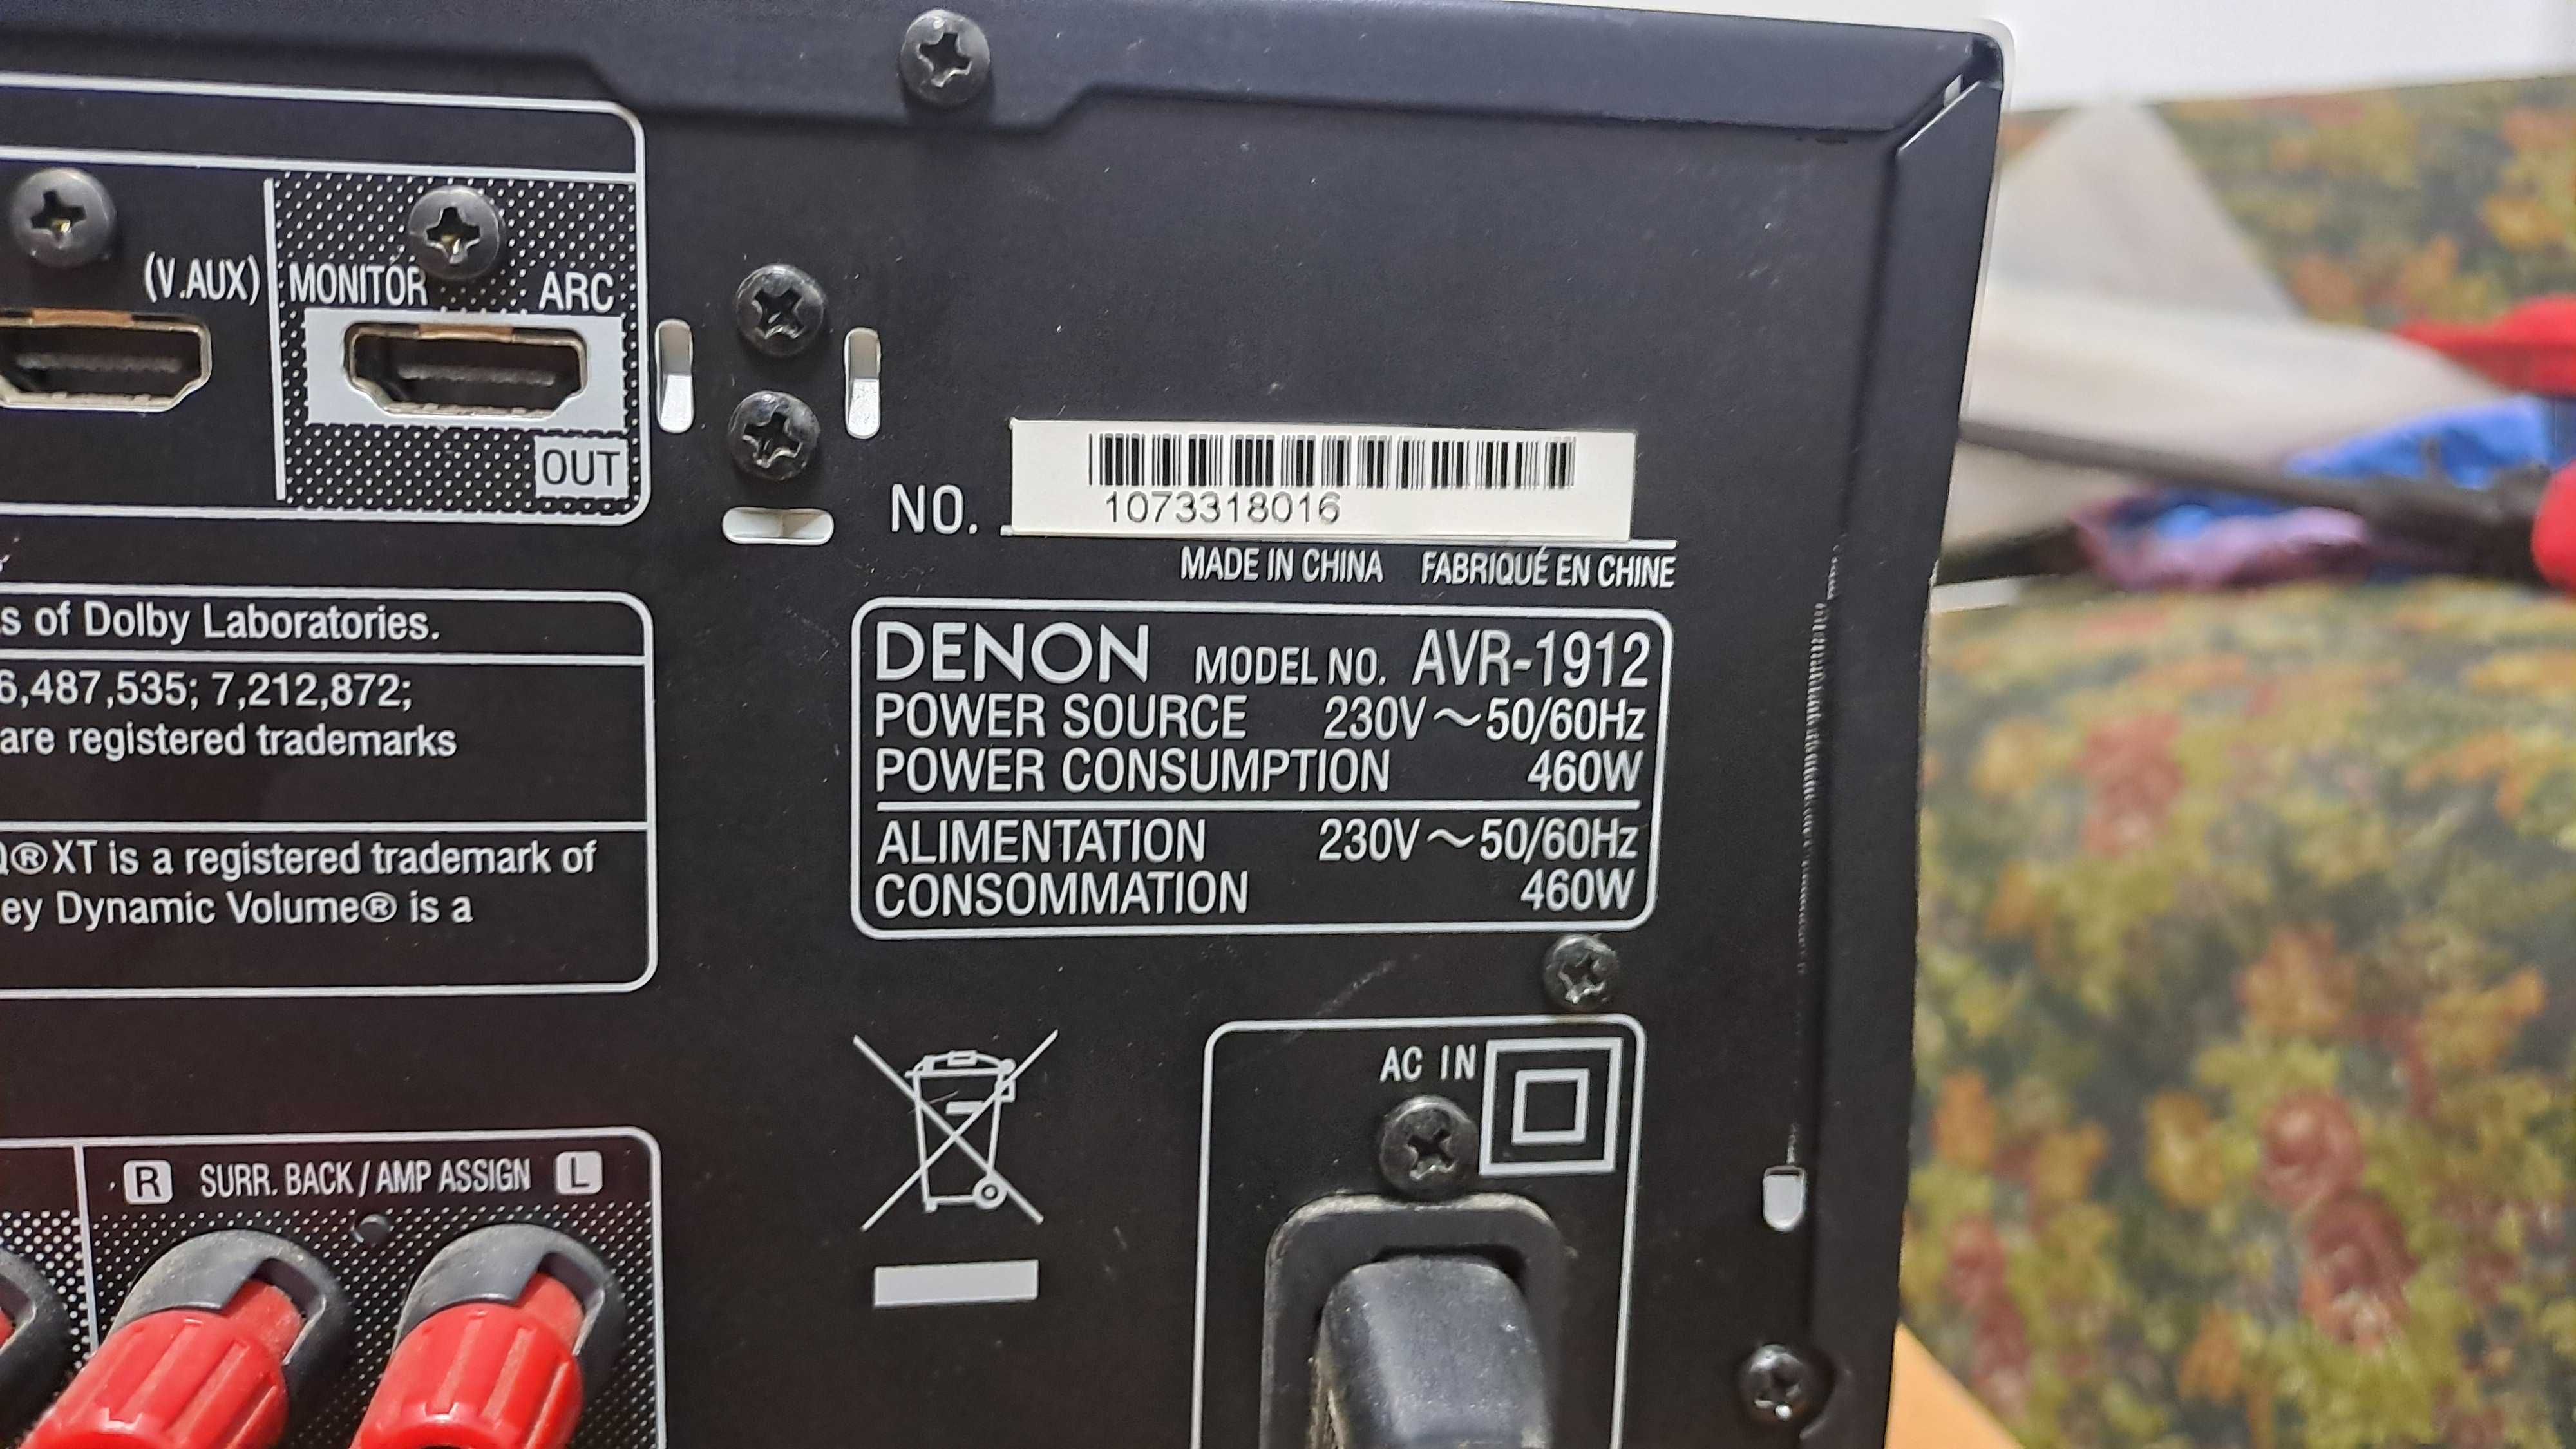 (V.AUX) MONITOR ARC
OUT
NO. 1073318016
MADE IN CHINA FABRIQUÉ EN CHINE
s of Dolby Laboratories.
6,487,535; 7,212,872;
are registered trademarks
Q®XT is a registered trademark of
ey Dynamic Volume® is a
DENON MODEL NO. AVR-1912
POWER SOURCE 230V～50/60Hz
POWER CONSUMPTION 460W
ALIMENTATION 230V～50/60Hz
CONSOMMATION 460W
AC IN
R SURR. BACK / AMP ASSIGN L